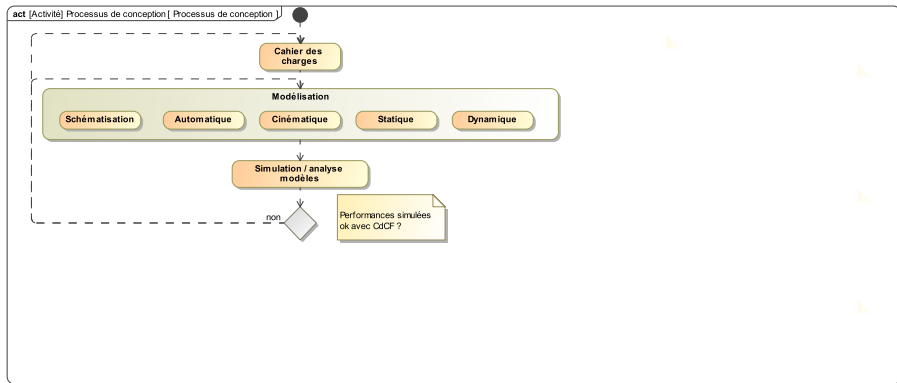 act [Activité] Processus de conception [ Processus de conception ]
Cahier des
charges
Modélisation
Schématisation
Automatique
Cinématique
Statique
Dynamique
Simulation / analyse
modèles
non
Performances simulées
ok avec CdCF ?